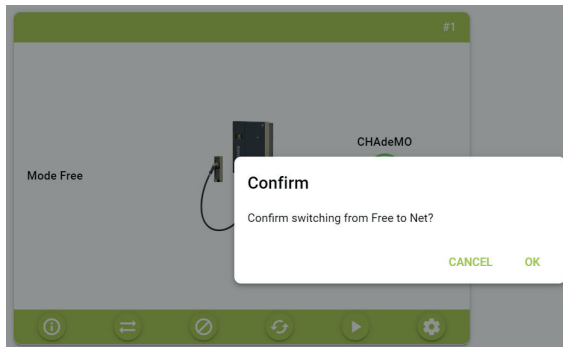 #1
CHAdeMO
Mode Free
Confirm
Confirm switching from Free to Net?
CANCEL OK